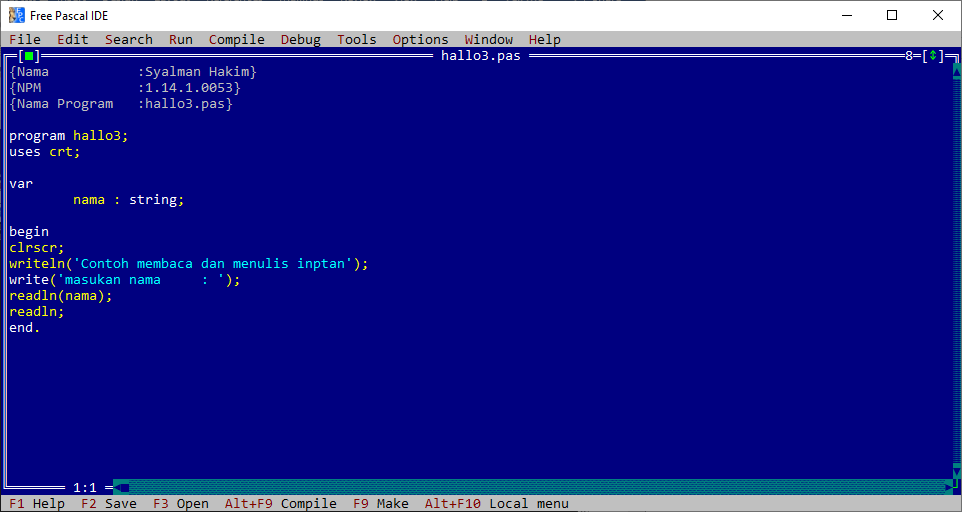 Free Pascal IDE
File Edit Search Run Compile Debug Tools Options Window Help
[■] hallo3.pas 8=[↕]
{Nama           :Syalman Hakim}
{NPM            :1.14.1.0053}
{Nama Program   :hallo3.pas}
program hallo3;
uses crt;
var
        nama : string;
begin
clrscr;
writeln('Contoh membaca dan menulis inptan');
write('masukan nama     : ');
readln(nama);
readln;
end.
1:1
F1 Help F2 Save F3 Open Alt+F9 Compile F9 Make Alt+F10 Local menu